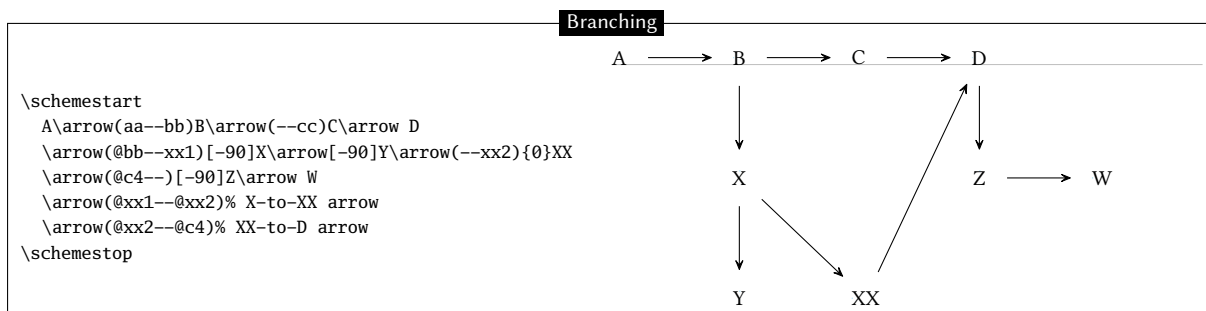 Branching
\schemestart
A\arrow(aa--bb)B\arrow(--cc)C\arrow D
\arrow(@bb--xx1)[-90]X\arrow[-90]Y\arrow(--xx2){0}XX
\arrow(@c4--)[-90]Z\arrow W
\arrow(@xx1--@xx2)% X-to-XX arrow
\arrow(@xx2--@c4)% XX-to-D arrow
\schemestop
A B C D
X Z W
Y XX